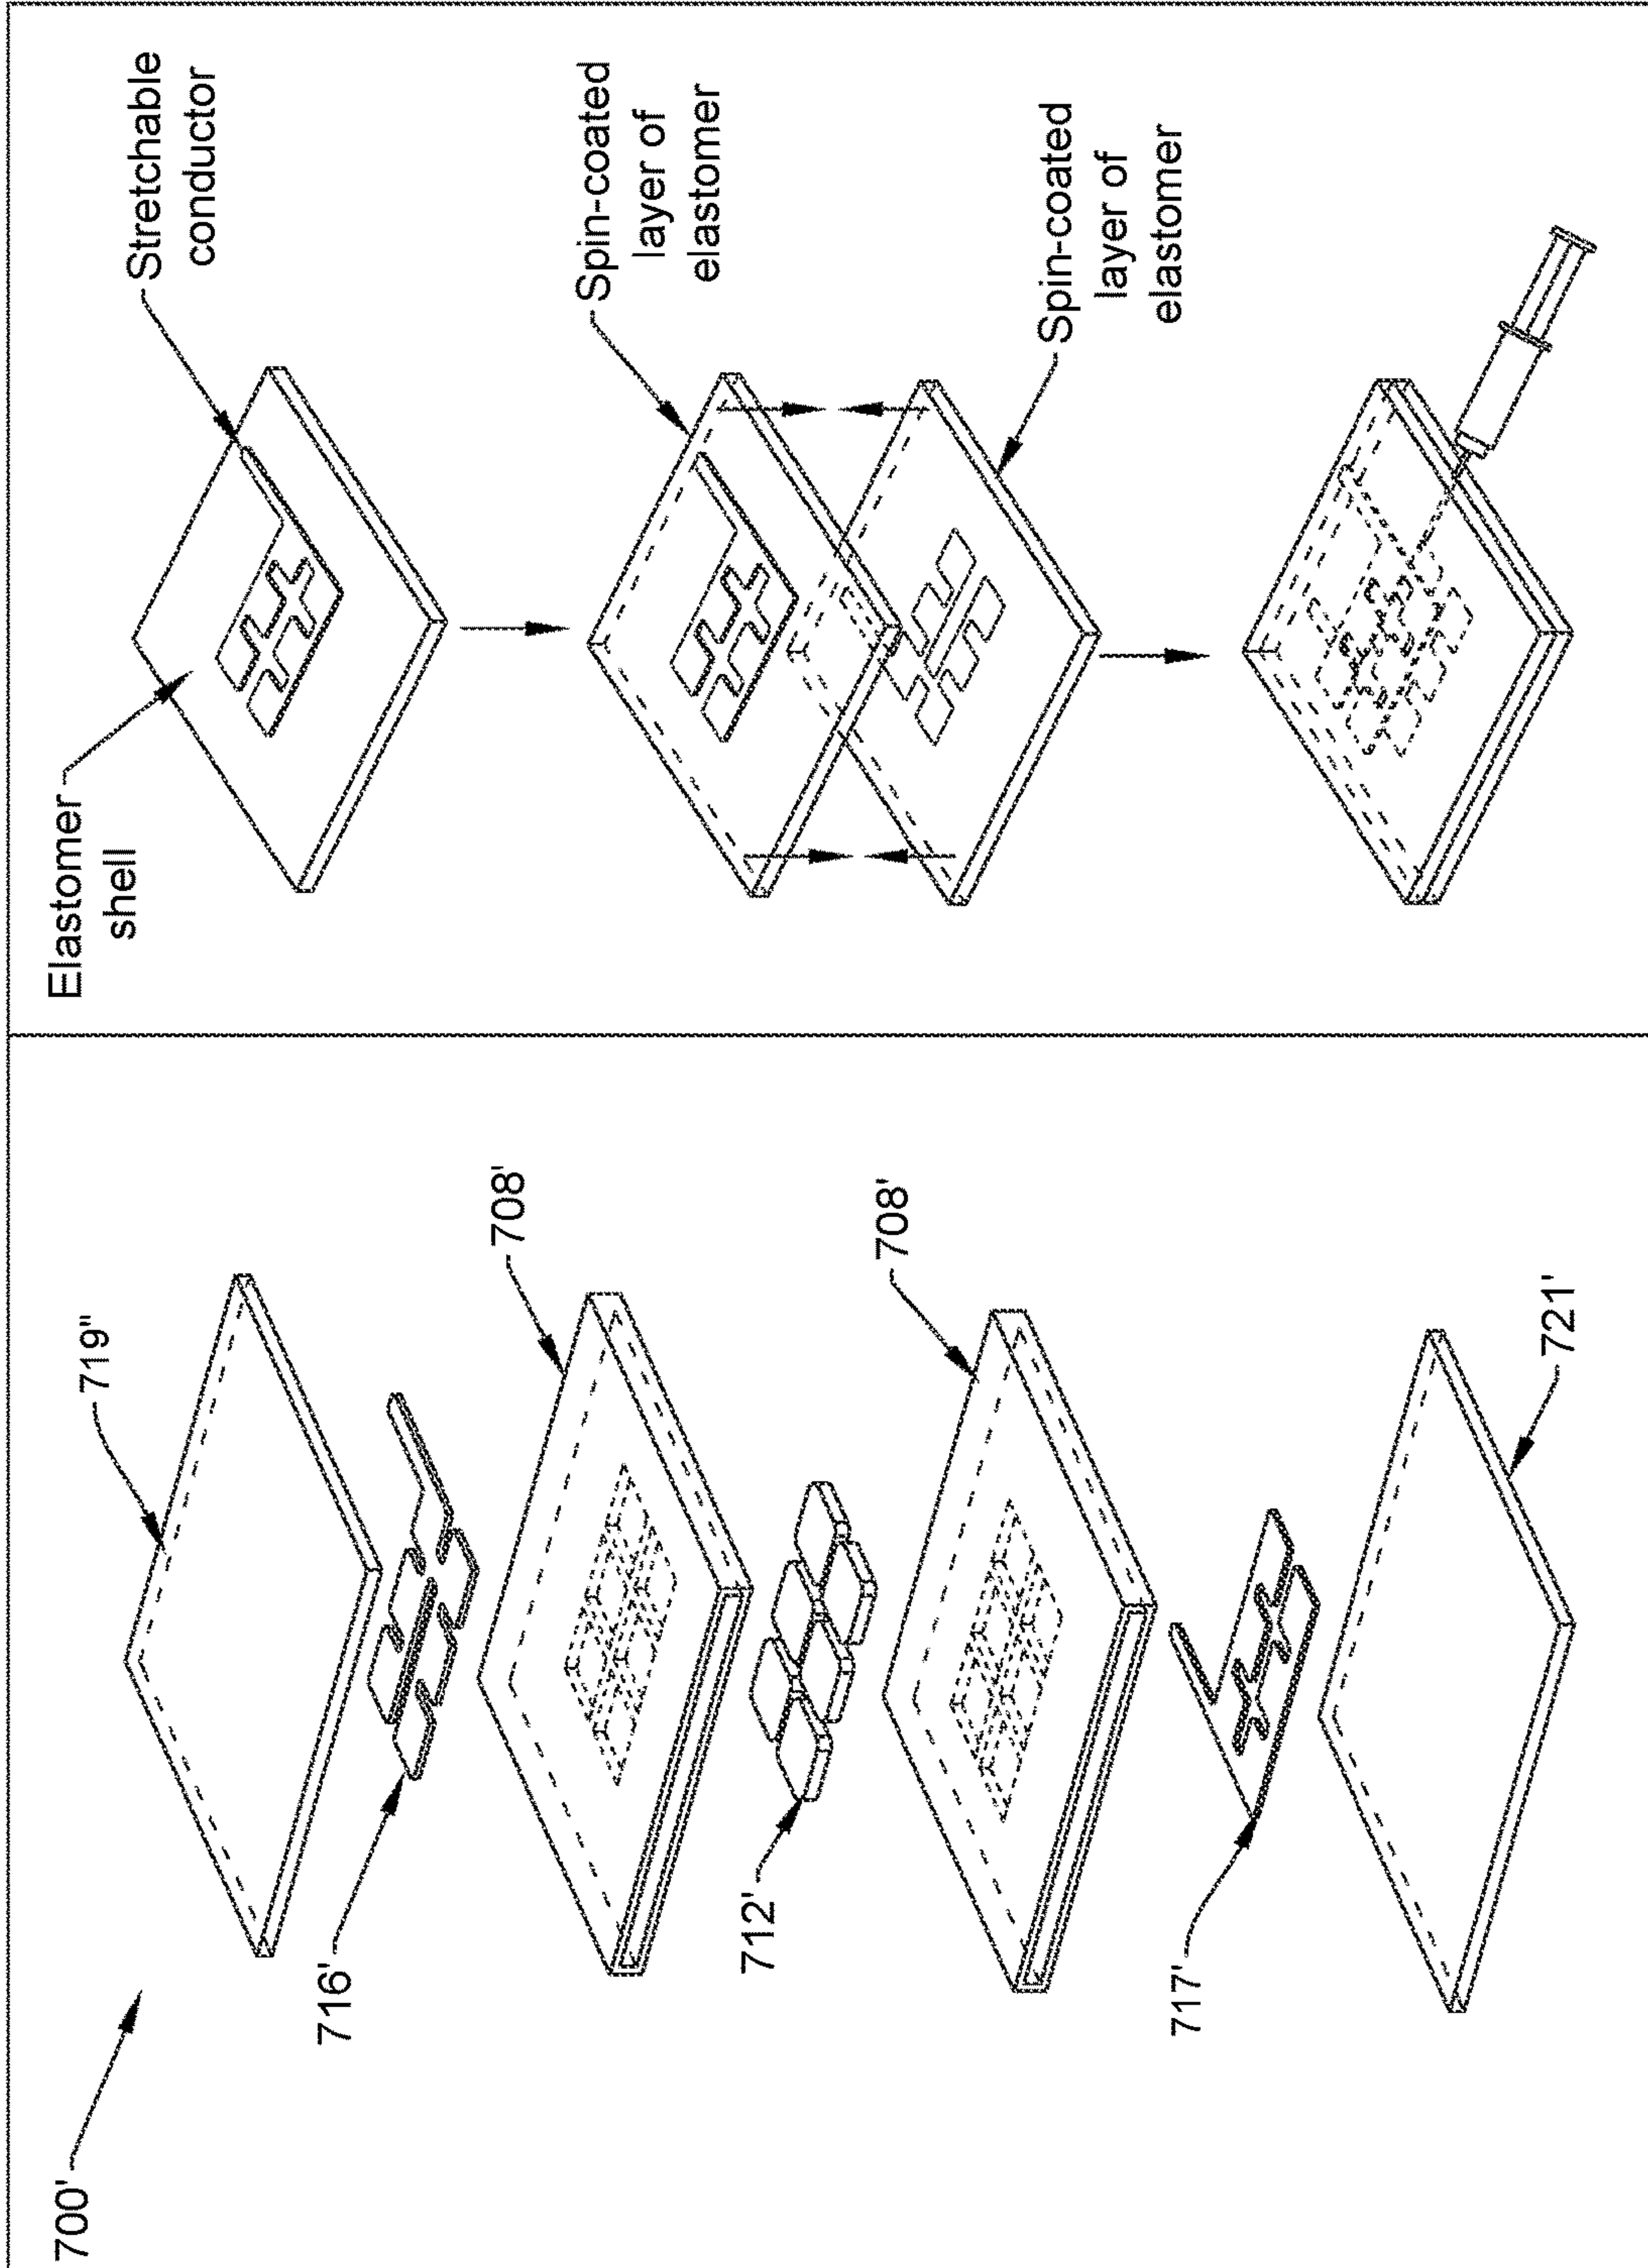 700'
719"
716'
708'
712'
708'
717'
721'
Elastomer
shell
Stretchable
conductor
Spin-coated
layer of
elastomer
Spin-coated
layer of
elastomer